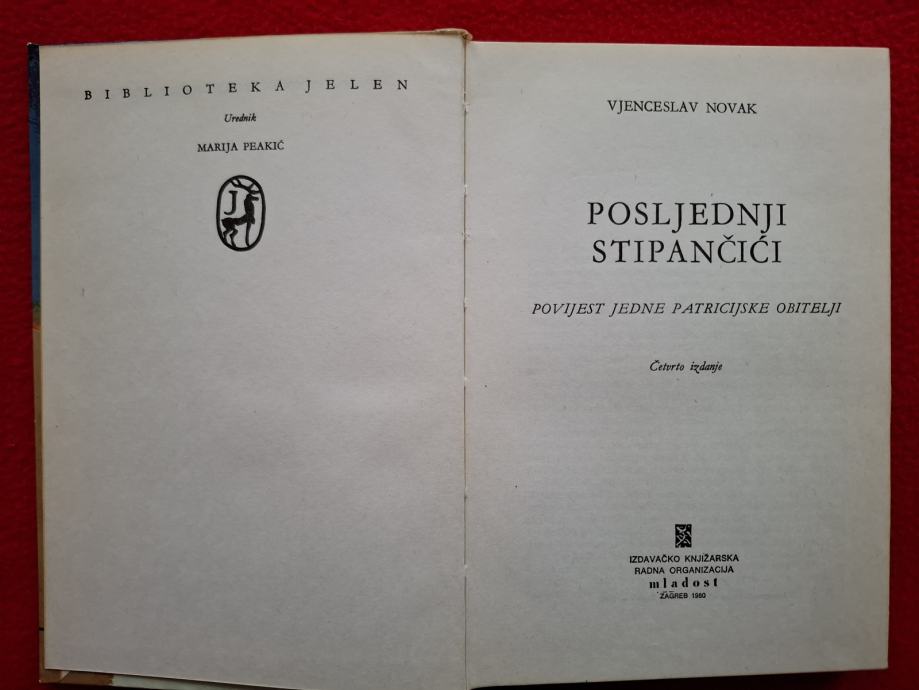 BIBLIOTEKA JELEN
Urednik
MARIJA PEAKIĆ
J
VJENCESLAV NOVAK
POSLJEDNJI
STIPANČIĆI
POVIJEST JEDNE PATRICIJSKE OBITELJI
Četvrto izdanje
IZDAVAČKO KNJIŽARSKA
RADNA ORGANIZACIJA
mladost
ZAGREB 1980